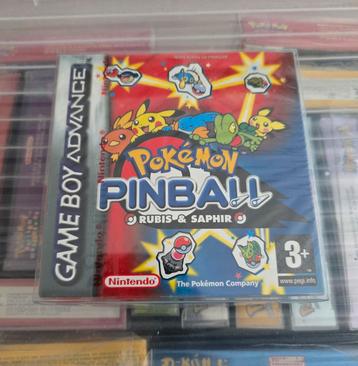 GAME BOY ADVANCE
POKéMON
PINBALL
RUBIS & SAPHIR
Nintendo
The Pokémon Company
3+
www.pegi.info